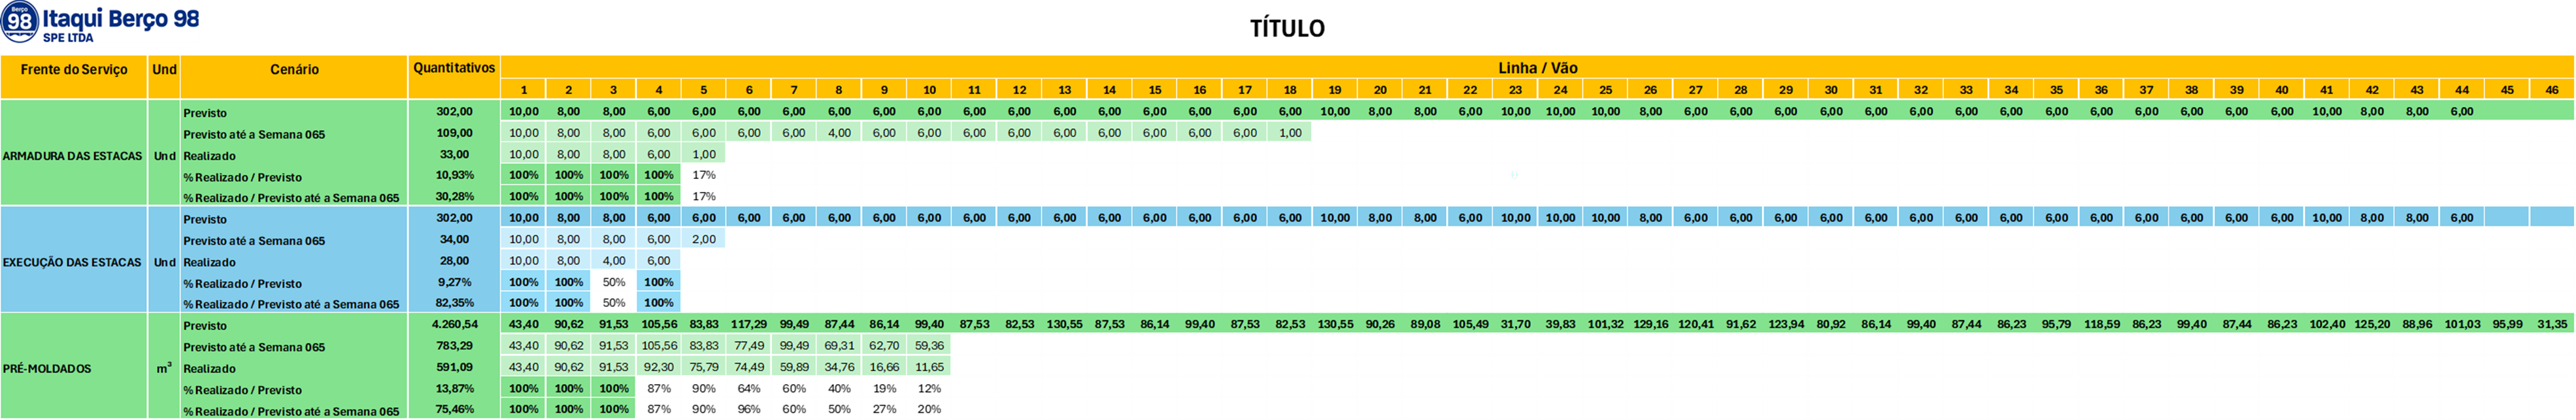 Berço
98
Itaqui Berço 98
SPE LTDA
TÍTULO
Frente do Serviço Und Cenário Quantitativos Linha / Vão
1 2 3 4 5 6 7 8 9 10 11 12 13 14 15 16 17 18 19 20 21 22 23 24 25 26 27 28 29 30 31 32 33 34 35 36 37 38 39 40 41 42 43 44 45 46
ARMADURA DAS ESTACAS Und
Previsto 302,00 10,00 8,00 8,00 6,00 6,00 6,00 6,00 6,00 6,00 6,00 6,00 6,00 6,00 6,00 6,00 6,00 6,00 6,00 10,00 8,00 8,00 6,00 10,00 10,00 10,00 8,00 6,00 6,00 6,00 6,00 6,00 6,00 6,00 6,00 6,00 6,00 6,00 6,00 6,00 6,00 10,00 8,00 8,00 6,00
Previsto até a Semana 065 109,00 10,00 8,00 8,00 6,00 6,00 6,00 6,00 4,00 6,00 6,00 6,00 6,00 6,00 6,00 6,00 6,00 6,00 1,00
Realizado 33,00 10,00 8,00 8,00 6,00 1,00
% Realizado / Previsto 10,93% 100% 100% 100% 100% 17%
% Realizado / Previsto até a Semana 065 30,28% 100% 100% 100% 100% 17%
EXECUÇÃO DAS ESTACAS Und
Previsto 302,00 10,00 8,00 8,00 6,00 6,00 6,00 6,00 6,00 6,00 6,00 6,00 6,00 6,00 6,00 6,00 6,00 6,00 6,00 10,00 8,00 8,00 6,00 10,00 10,00 10,00 8,00 6,00 6,00 6,00 6,00 6,00 6,00 6,00 6,00 6,00 6,00 6,00 6,00 6,00 6,00 10,00 8,00 8,00 6,00
Previsto até a Semana 065 34,00 10,00 8,00 8,00 6,00 2,00
Realizado 28,00 10,00 8,00 4,00 6,00
% Realizado / Previsto 9,27% 100% 100% 50% 100%
% Realizado / Previsto até a Semana 065 82,35% 100% 100% 50% 100%
PRÉ-MOLDADOS m³
Previsto 4.260,54 43,40 90,62 91,53 105,56 83,83 117,29 99,49 87,44 86,14 99,40 87,53 82,53 130,55 87,53 86,14 99,40 87,53 82,53 130,55 90,26 89,08 105,49 31,70 39,83 101,32 129,16 120,41 91,62 123,94 80,92 86,14 99,40 87,44 86,23 95,79 118,59 86,23 99,40 87,44 86,23 102,40 125,20 88,96 101,03 95,99 31,35
Previsto até a Semana 065 783,29 43,40 90,62 91,53 105,56 83,83 77,49 99,49 69,31 62,70 59,36
Realizado 591,09 43,40 90,62 91,53 92,30 75,79 74,49 59,89 34,76 16,66 11,65
% Realizado / Previsto 13,87% 100% 100% 100% 87% 90% 64% 60% 40% 19% 12%
% Realizado / Previsto até a Semana 065 75,46% 100% 100% 100% 87% 90% 96% 60% 50% 27% 20%